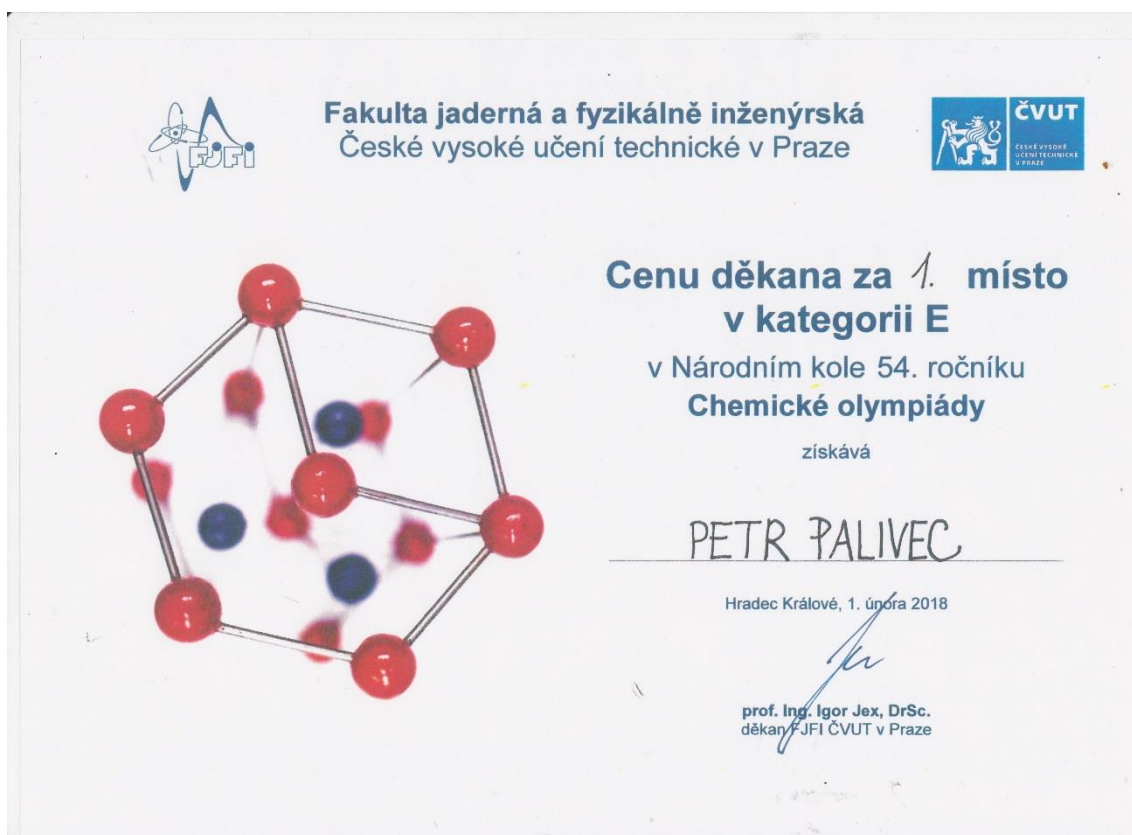 FJFI
Fakulta jaderná a fyzikálně inženýrská
České vysoké učení technické v Praze
ČVUT
ČESKÉ VYSOKÉ
UČENÍ TECHNICKÉ
V PRAZE
Cenu děkana za 1. místo
v kategorii E
v Národním kole 54. ročníku
Chemické olympiády
získává
PETR PALIVEC
Hradec Králové, 1. února 2018
prof. Ing. Igor Jex, DrSc.
děkan FJFI ČVUT v Praze